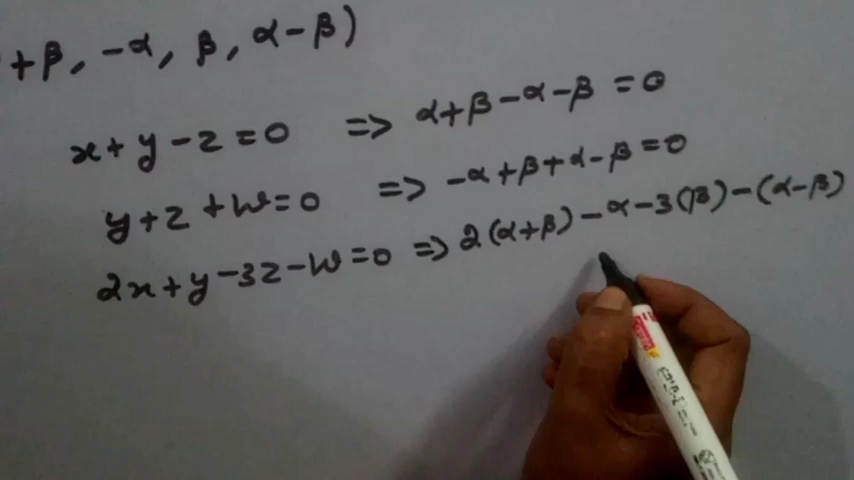 +β, -α, β, α-β)
x+y-z=0 => α+β-α-β=0
y+z+w=0 => -α+β+α-β=0
2x+y-3z-w=0 => 2(α+β)-α-3(β)-(α-β)